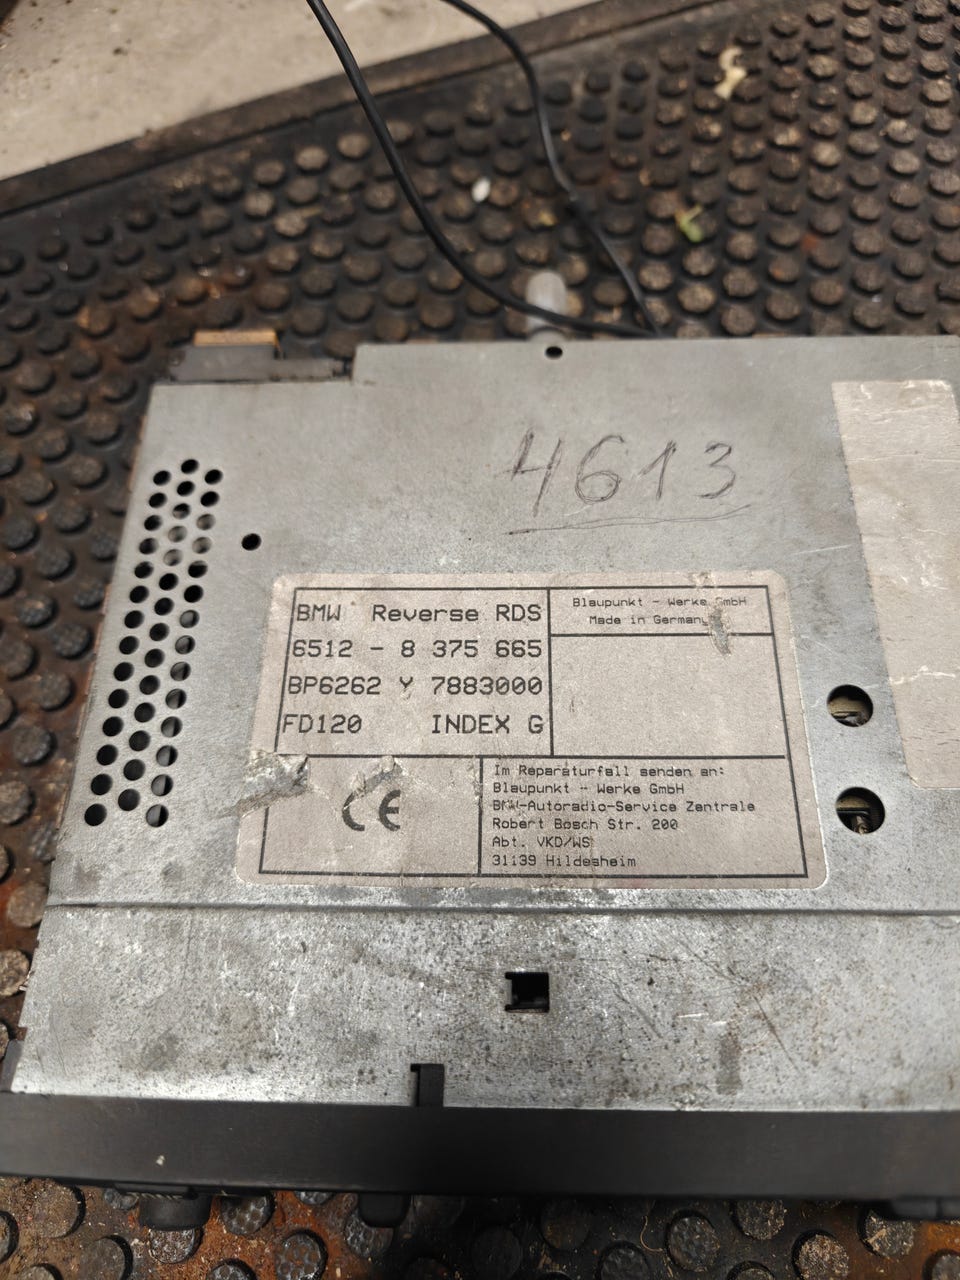 4613
BMW Reverse RDS
6512 - 8 375 665
BP6262 Y 7883000
FD120 INDEX G
Blaupunkt - Werke GmbH
Made in Germany
CE
Im Reparaturfall senden an:
Blaupunkt - Werke GmbH
BMW-Autoradio-Service Zentrale
Robert Bosch Str. 200
Abt. VKD/WS
31139 Hildesheim